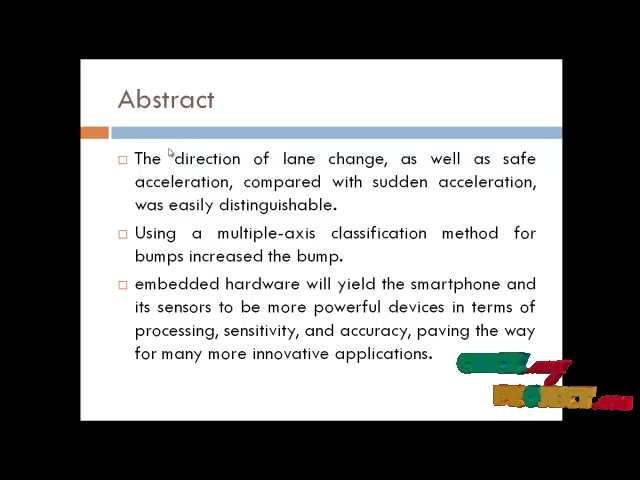 Abstract
The direction of lane change, as well as safe
acceleration, compared with sudden acceleration,
was easily distinguishable.
Using a multiple-axis classification method for
bumps increased the bump.
embedded hardware will yield the smartphone and
its sensors to be more powerful devices in terms of
processing, sensitivity, and accuracy, paving the way
for many more innovative applications.